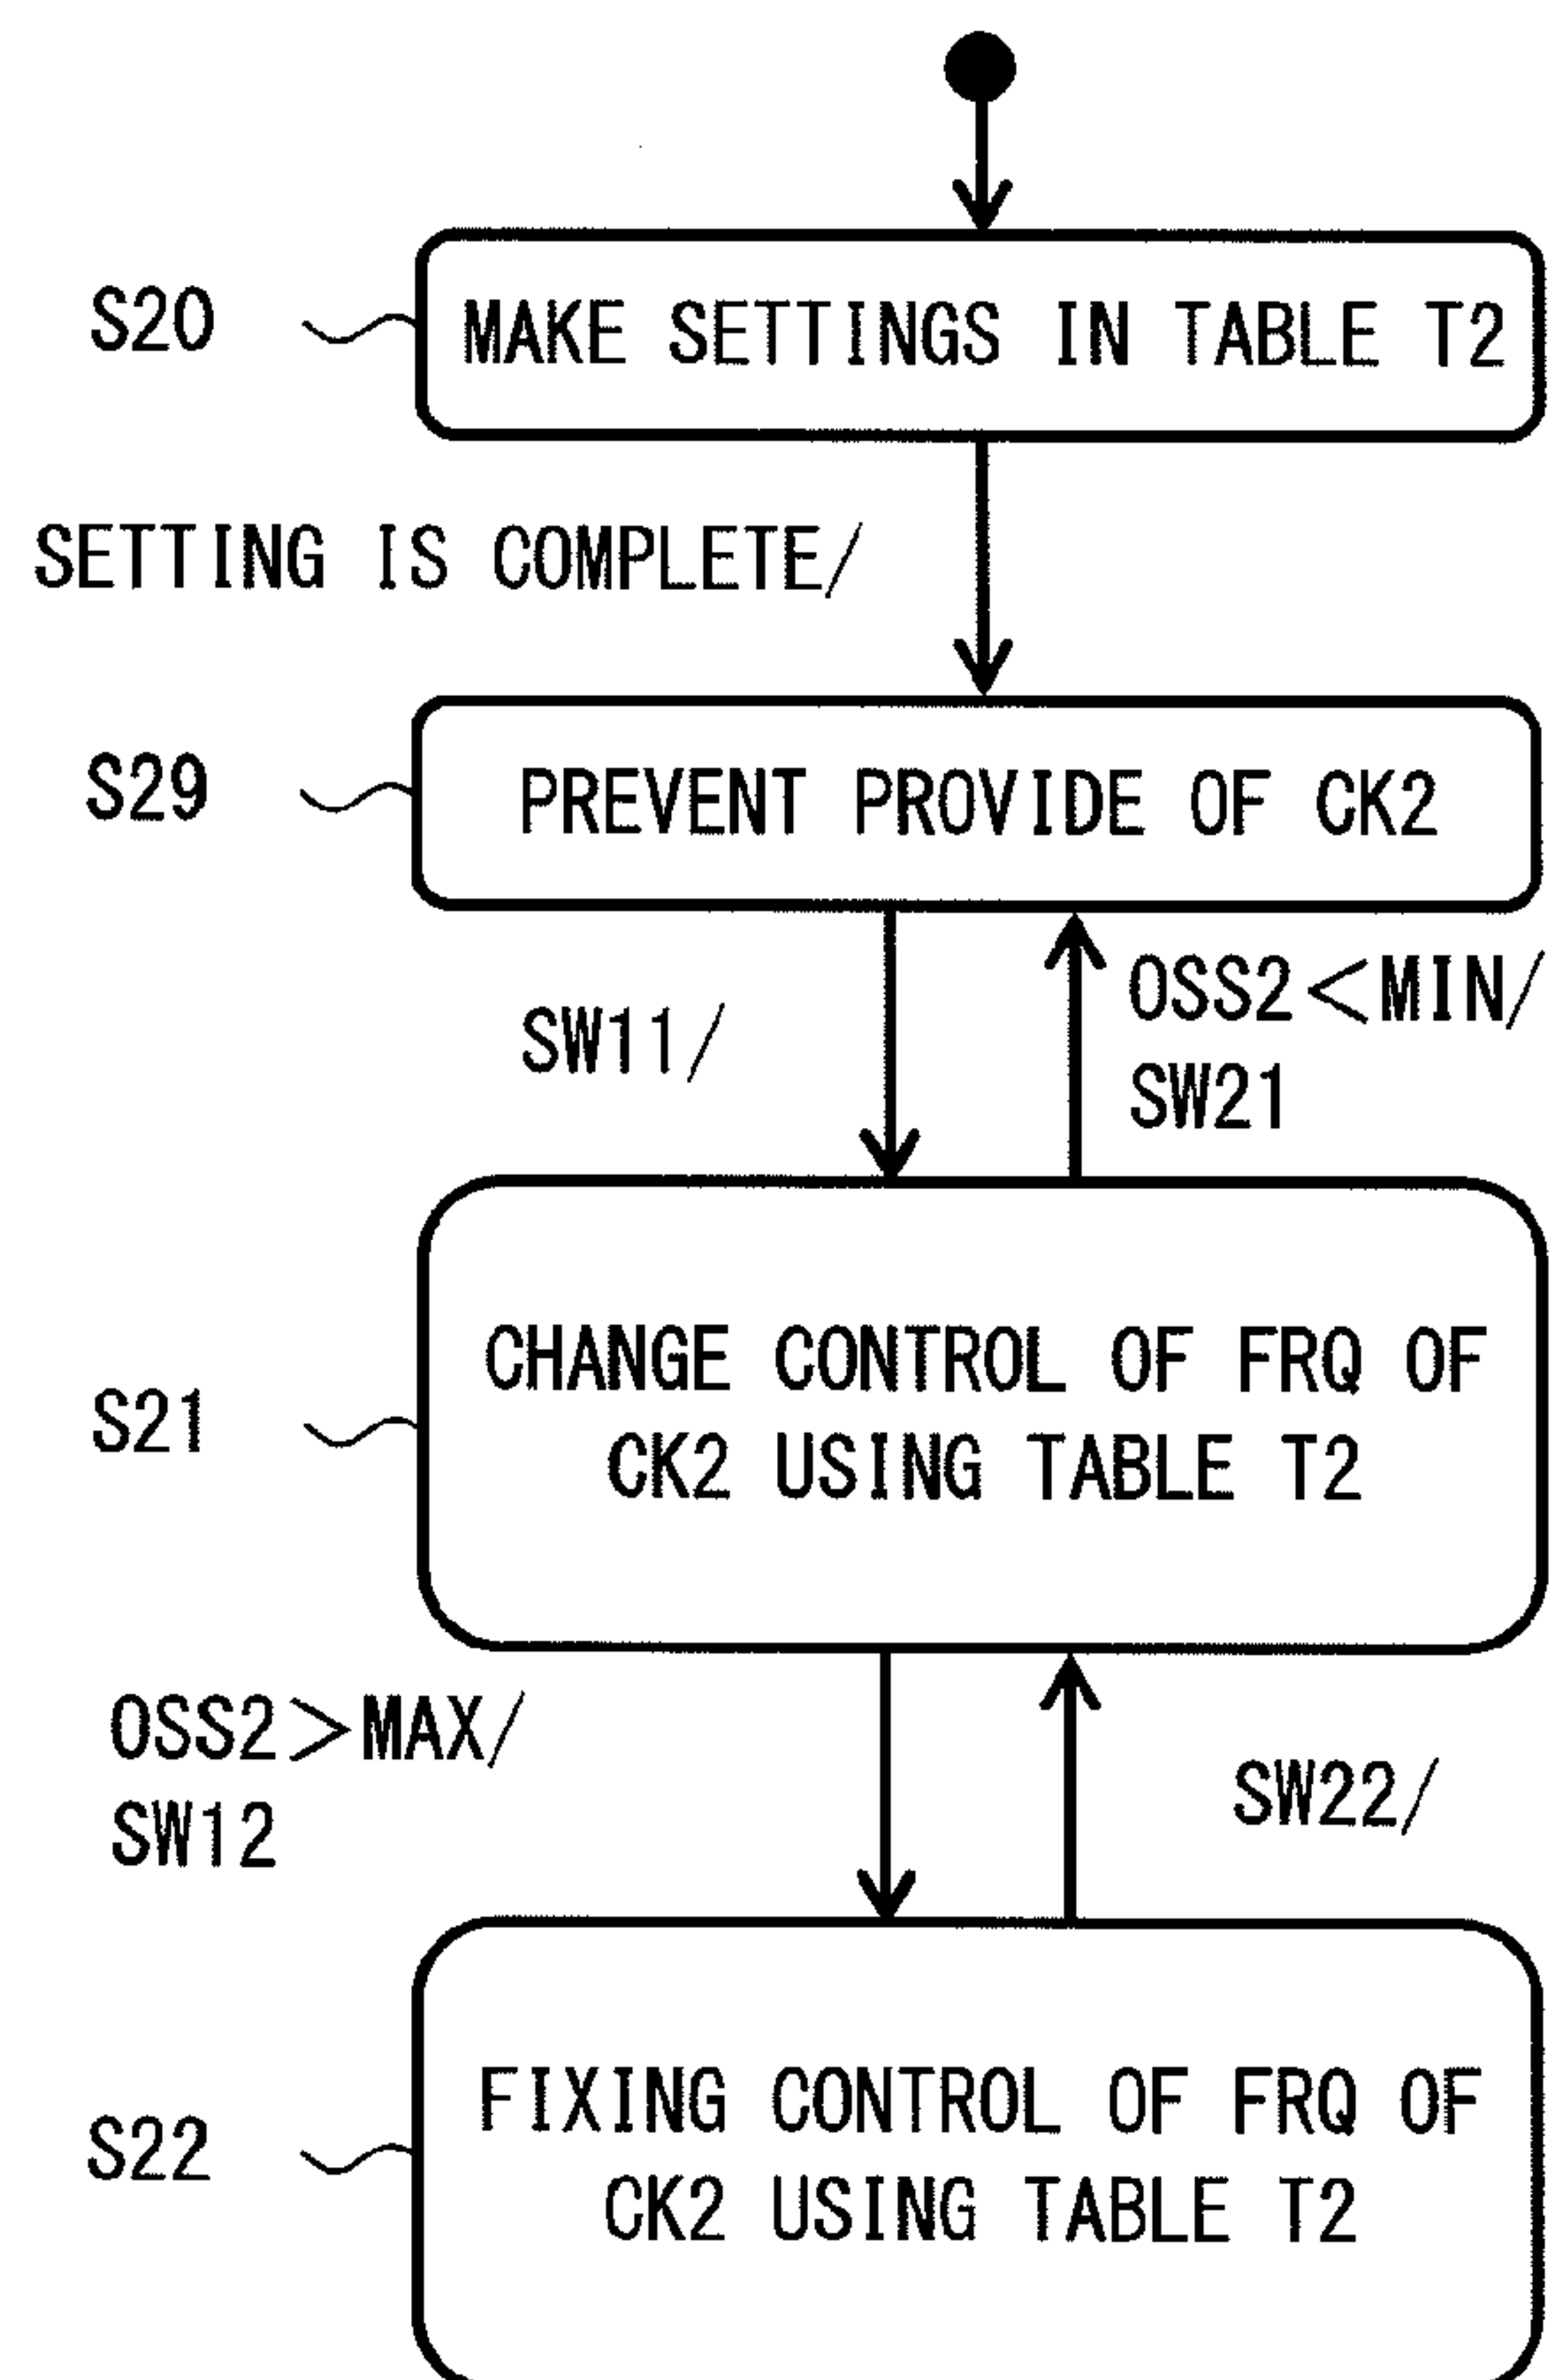 S20
MAKE SETTINGS IN TABLE T2
SETTING IS COMPLETE/
S29
PREVENT PROVIDE OF CK2
SW11/
OSS2<MIN/
SW21
S21
CHANGE CONTROL OF FRQ OF
CK2 USING TABLE T2
OSS2>MAX/
SW12
SW22/
S22
FIXING CONTROL OF FRQ OF
CK2 USING TABLE T2